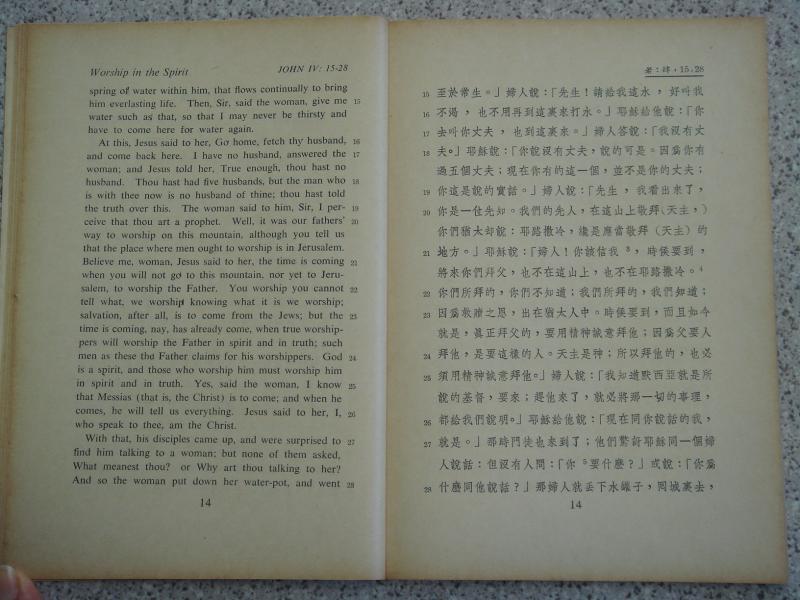 Worship in the Spirit JOHN IV: 15-28
spring of water within him, that flows continually to bring
him everlasting life. Then, Sir, said the woman, give me 15
water such as that, so that I may never be thirsty and
have to come here for water again.
At this, Jesus said to her, Go home, fetch thy husband, 16
and come back here. I have no husband, answered the 17
woman; and Jesus told her, True enough, thou hast no
husband. Thou hast had five husbands, but the man who 18
is with thee now is no husband of thine; thou hast told
the truth over this. The woman said to him, Sir, I per- 19
ceive that thou art a prophet. Well, it was our fathers' 20
way to worship on this mountain, although you tell us
that the place where men ought to worship is in Jerusalem.
Believe me, woman, Jesus said to her, the time is coming 21
when you will not go to this mountain, nor yet to Jeru-
salem, to worship the Father. You worship you cannot 22
tell what, we worship knowing what it is we worship;
salvation, after all, is to come from the Jews; but the 23
time is coming, nay, has already come, when true worship-
pers will worship the Father in spirit and in truth; such
men as these the Father claims for his worshippers. God 24
is a spirit, and those who worship him must worship him
in spirit and in truth. Yes, said the woman, I know 25
that Messias (that is, the Christ) is to come; and when he
comes, he will tell us everything. Jesus said to her, I, 26
who speak to thee, am the Christ.
With that, his disciples came up, and were surprised to 27
find him talking to a woman; but none of them asked,
What meanest thou? or Why art thou talking to her?
And so the woman put down her water-pot, and went 28
14
15,28
15 至於常生。」婦人說:「先生!請給我這水,好叫我
16 不渴,也不用再到這裏來打水。」耶穌給他說:「你
17 去叫你丈夫,也到這裏來。」婦人答說:「我沒有丈
18 夫。」耶穌說:「你說沒有丈夫,說的可是。因爲你有
過五個丈夫;現在你有的這一個,並不是你的丈夫;
19 你這是說的實話。」婦人說:「先生,我看出來了,
20 你是一位先知。我們的先人,在這山上敬拜(天主,)
你們猶太卻說:耶路撒冷,纔是應當敬拜(天主)的
21 地方。」耶穌說:「婦人!你該信我 3,時候要到,
將來你們拜父,也不在這山上,也不在耶路撒冷。4
22 你們所拜的,你們不知道;我們所拜的,我們知道;
23 因爲救贖之恩,出在猶太人中。時候要到,而且如今
就是,眞正拜父的,要用精神誠意拜他;因爲父要人
24 拜他,是要這樣的人。天主是神;所以拜他的,也必
25 須用精神誠意拜他。」婦人說:「我知道默西亞就是所
說的基督,要來;趕他來了,就必將那一切的事理,
26 都給我們說明。」耶穌給他說:「現在同你說話的我,
27 就是。」那時門徒也來到了;他們驚訝耶穌同一個婦
人說話:但沒有人問:「你 5要什麼?」或說:「你爲
28 什麼同他說話?」那婦人就丢下水罐子,囘城裏去,
14